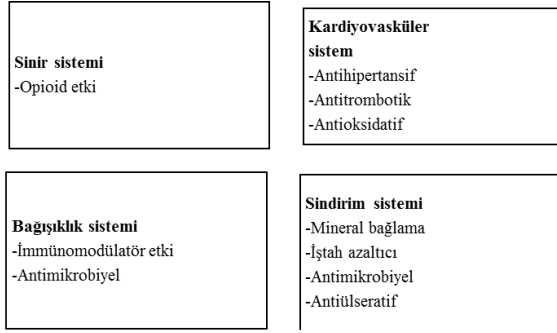 Sinir sistemi
-Opioid etki
Kardiyovasküler
sistem
-Antihipertansif
-Antitrombotik
-Antioksidatif
Bağışıklık sistemi
-İmmünomodülatör etki
-Antimikrobiyel
Sindirim sistemi
-Mineral bağlama
-İştah azaltıcı
-Antimikrobiyel
-Antiülseratif